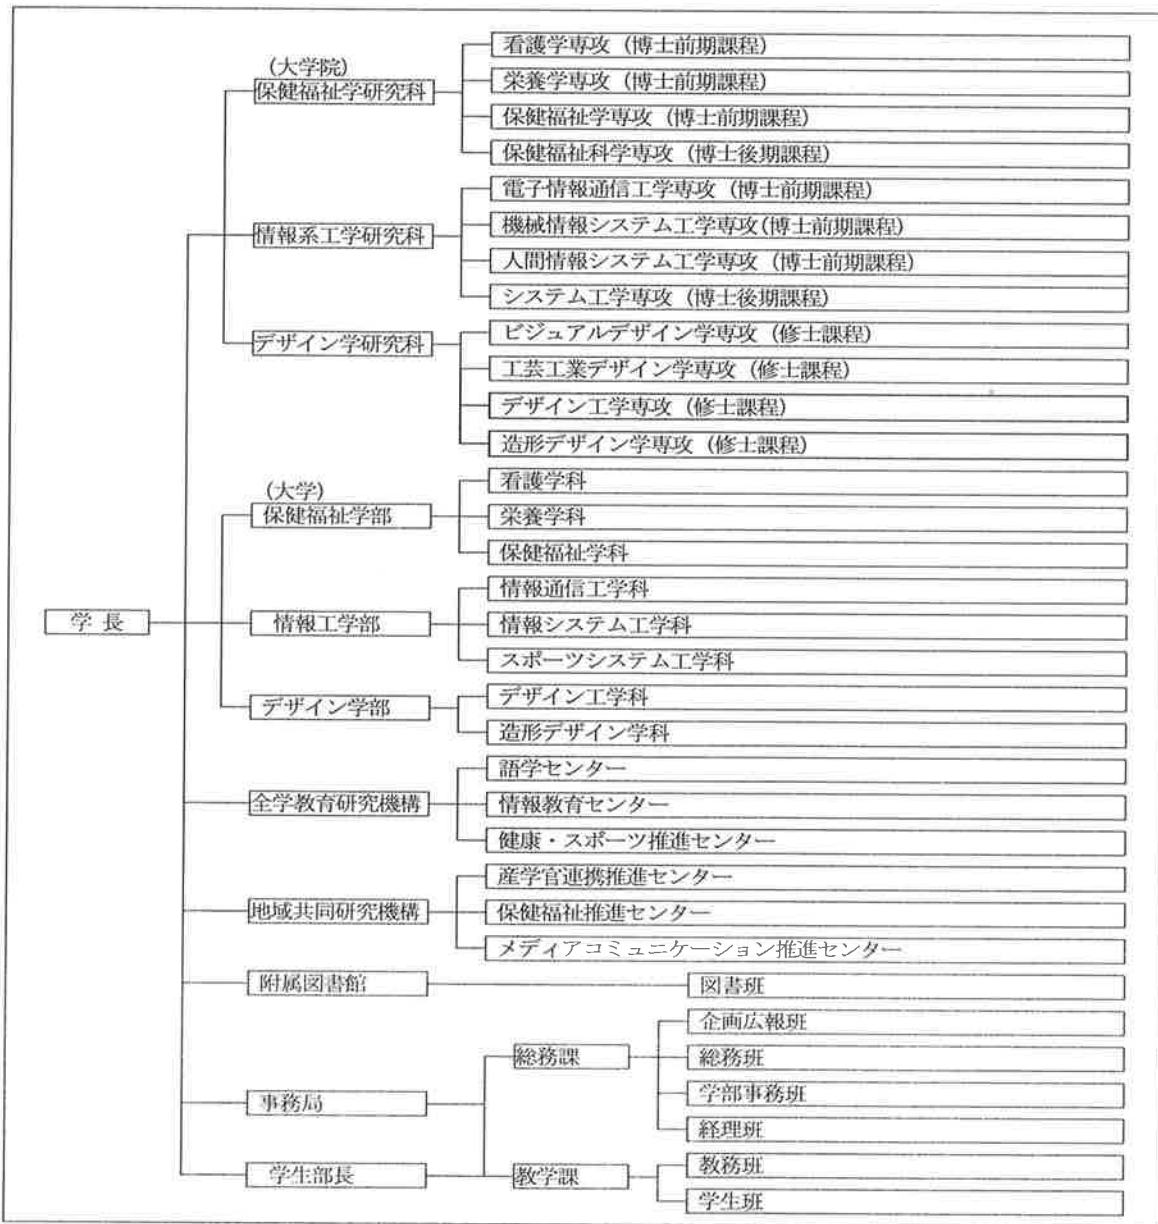 学 長
(大学院)
保健福祉学研究科
看護学専攻 (博士前期課程)
栄養学専攻 (博士前期課程)
保健福祉学専攻 (博士前期課程)
保健福祉科学専攻 (博士後期課程)
情報系工学研究科
電子情報通信工学専攻 (博士前期課程)
機械情報システム工学専攻(博士前期課程)
人間情報システム工学専攻 (博士前期課程)
システム工学専攻 (博士後期課程)
デザイン学研究科
ビジュアルデザイン学専攻 (修士課程)
工芸工業デザイン学専攻 (修士課程)
デザイン工学専攻 (修士課程)
造形デザイン学専攻 (修士課程)
(大学)
保健福祉学部
看護学科
栄養学科
保健福祉学科
情報工学部
情報通信工学科
情報システム工学科
スポーツシステム工学科
デザイン学部
デザイン工学科
造形デザイン学科
全学教育研究機構
語学センター
情報教育センター
健康・スポーツ推進センター
地域共同研究機構
産学官連携推進センター
保健福祉推進センター
メディアコミュニケーション推進センター
附属図書館
図書班
事務局
総務課
企画広報班
総務班
学部事務班
経理班
学生部長
教学課
教務班
学生班